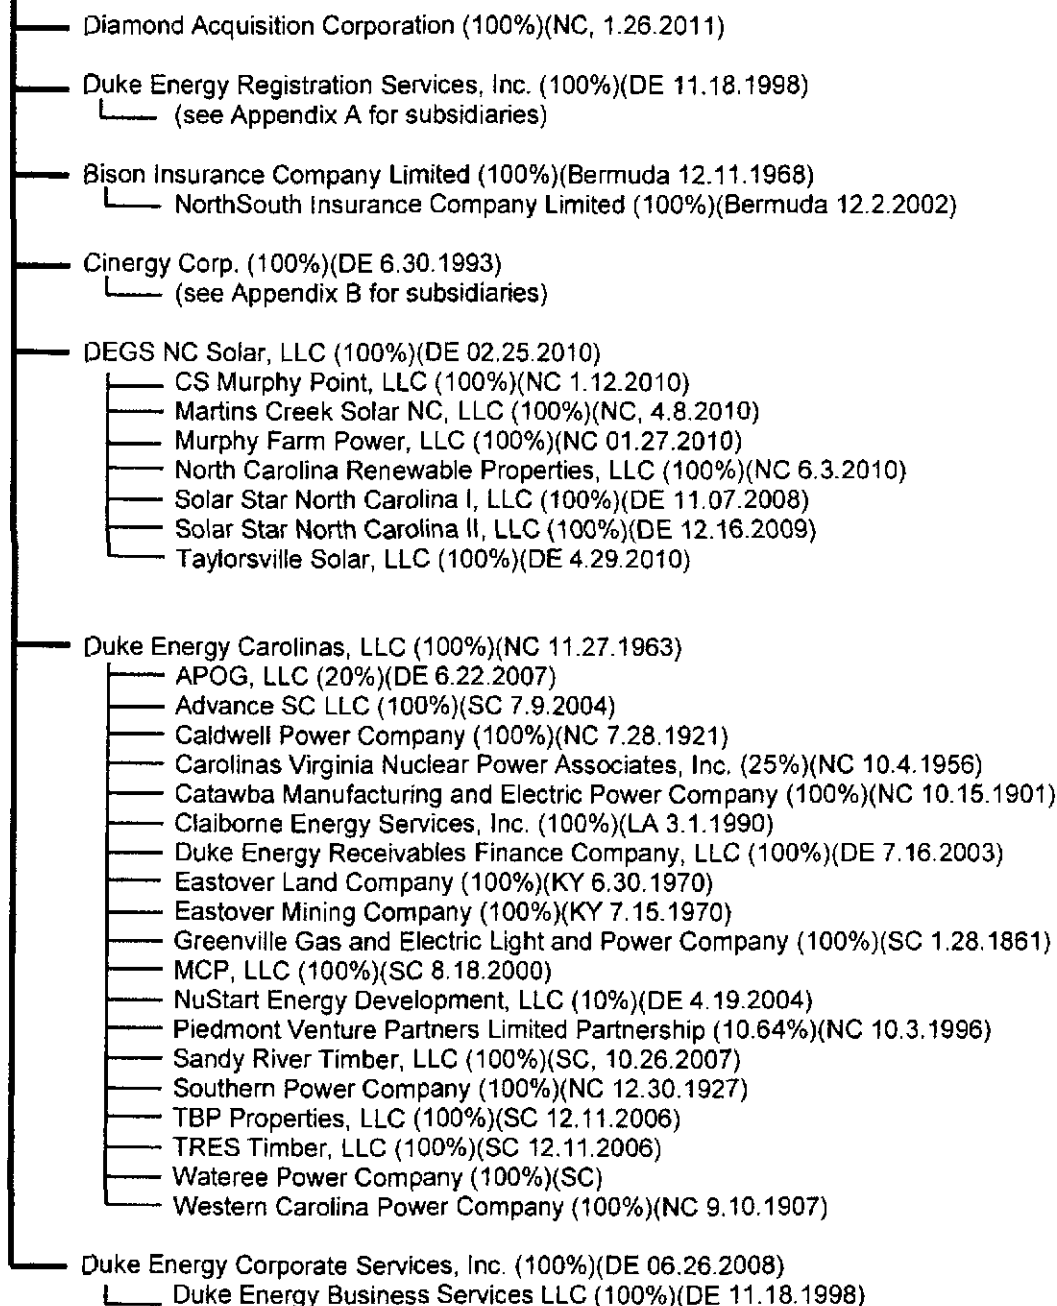 Diamond Acquisition Corporation (100%)(NC, 1.26.2011)
Duke Energy Registration Services, Inc. (100%)(DE 11.18.1998)
(see Appendix A for subsidiaries)
Bison Insurance Company Limited (100%)(Bermuda 12.11.1968)
NorthSouth Insurance Company Limited (100%)(Bermuda 12.2.2002)
Cinergy Corp. (100%)(DE 6.30.1993)
(see Appendix B for subsidiaries)
DEGS NC Solar, LLC (100%)(DE 02.25.2010)
CS Murphy Point, LLC (100%)(NC 1.12.2010)
Martins Creek Solar NC, LLC (100%)(NC, 4.8.2010)
Murphy Farm Power, LLC (100%)(NC 01.27.2010)
North Carolina Renewable Properties, LLC (100%)(NC 6.3.2010)
Solar Star North Carolina I, LLC (100%)(DE 11.07.2008)
Solar Star North Carolina II, LLC (100%)(DE 12.16.2009)
Taylorsville Solar, LLC (100%)(DE 4.29.2010)
Duke Energy Carolinas, LLC (100%)(NC 11.27.1963)
APOG, LLC (20%)(DE 6.22.2007)
Advance SC LLC (100%)(SC 7.9.2004)
Caldwell Power Company (100%)(NC 7.28.1921)
Carolinas Virginia Nuclear Power Associates, Inc. (25%)(NC 10.4.1956)
Catawba Manufacturing and Electric Power Company (100%)(NC 10.15.1901)
Claiborne Energy Services, Inc. (100%)(LA 3.1.1990)
Duke Energy Receivables Finance Company, LLC (100%)(DE 7.16.2003)
Eastover Land Company (100%)(KY 6.30.1970)
Eastover Mining Company (100%)(KY 7.15.1970)
Greenville Gas and Electric Light and Power Company (100%)(SC 1.28.1861)
MCP, LLC (100%)(SC 8.18.2000)
NuStart Energy Development, LLC (10%)(DE 4.19.2004)
Piedmont Venture Partners Limited Partnership (10.64%)(NC 10.3.1996)
Sandy River Timber, LLC (100%)(SC, 10.26.2007)
Southern Power Company (100%)(NC 12.30.1927)
TBP Properties, LLC (100%)(SC 12.11.2006)
TRES Timber, LLC (100%)(SC 12.11.2006)
Wateree Power Company (100%)(SC)
Western Carolina Power Company (100%)(NC 9.10.1907)
Duke Energy Corporate Services, Inc. (100%)(DE 06.26.2008)
Duke Energy Business Services LLC (100%)(DE 11.18.1998)